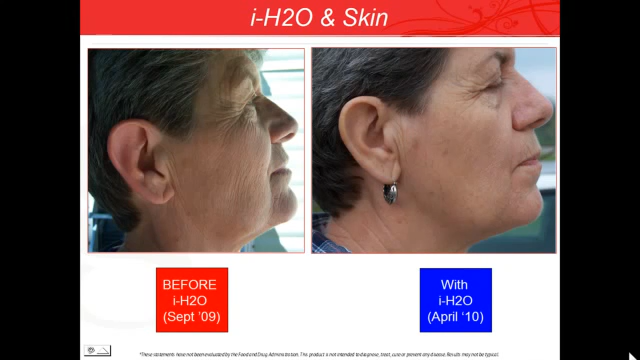 i-H2O & Skin
BEFORE
i-H2O
(Sept '09)
With
i-H2O
(April '10)
*These statements have not been evaluated by the Food and Drug Administration. This product is not intended to diagnose, treat, cure or prevent any disease. Results may not be typical.